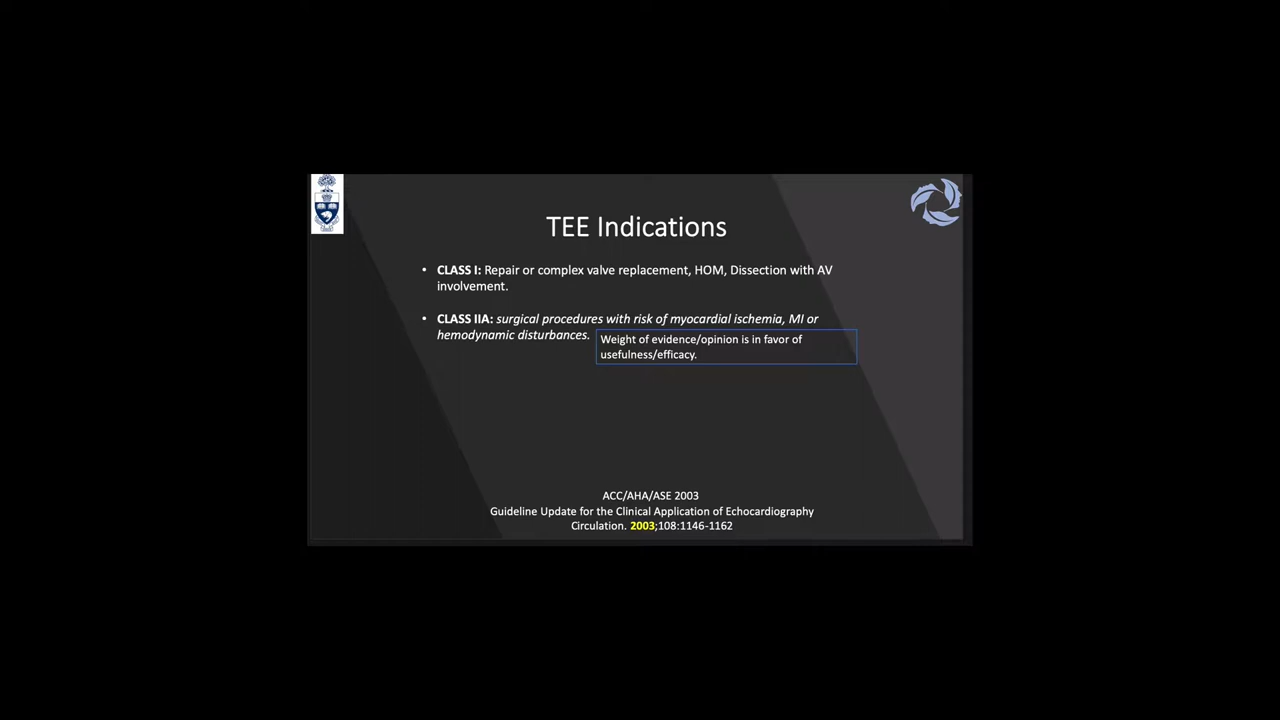 TEE Indications
• CLASS I: Repair or complex valve replacement, HOM, Dissection with AV
involvement.
• CLASS IIA: surgical procedures with risk of myocardial ischemia, MI or
hemodynamic disturbances.
Weight of evidence/opinion is in favor of
usefulness/efficacy.
ACC/AHA/ASE 2003
Guideline Update for the Clinical Application of Echocardiography
Circulation. 2003;108:1146-1162